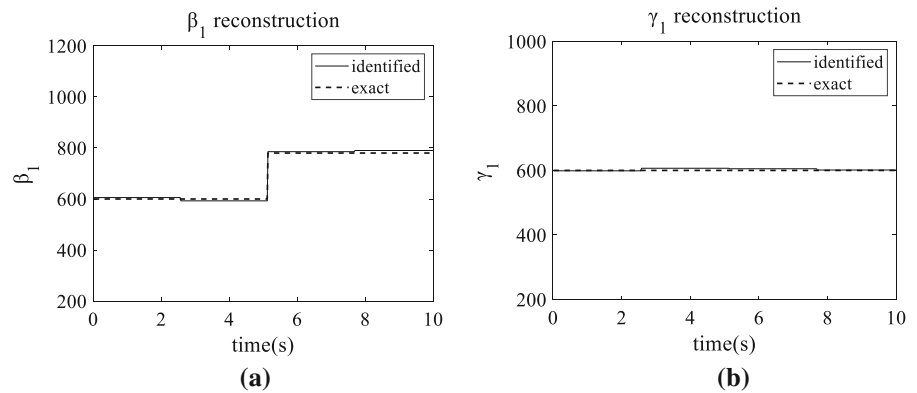 β₁ reconstruction
1200
1000
800
600
400
200
β₁
identified
exact
0 2 4 6 8 10
time(s)
(a)
γ₁ reconstruction
1000
800
600
400
200
γ₁
identified
exact
0 2 4 6 8 10
time(s)
(b)